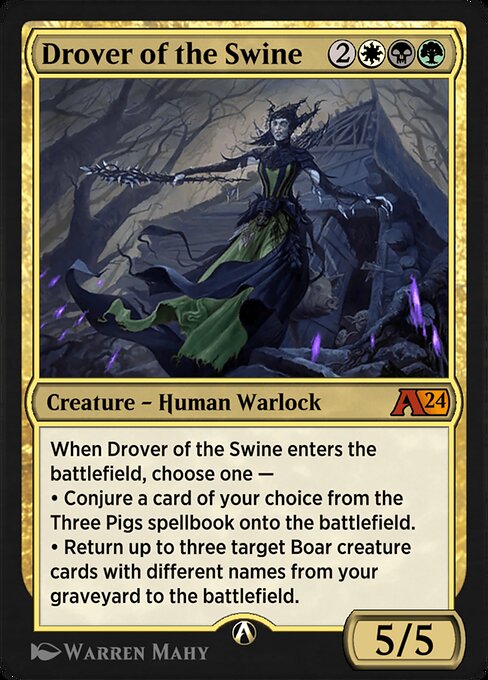 Drover of the Swine 2
Creature – Human Warlock A24
When Drover of the Swine enters the
battlefield, choose one —
• Conjure a card of your choice from the
Three Pigs spellbook onto the battlefield.
• Return up to three target Boar creature
cards with different names from your
graveyard to the battlefield.
5/5
Warren Mahy